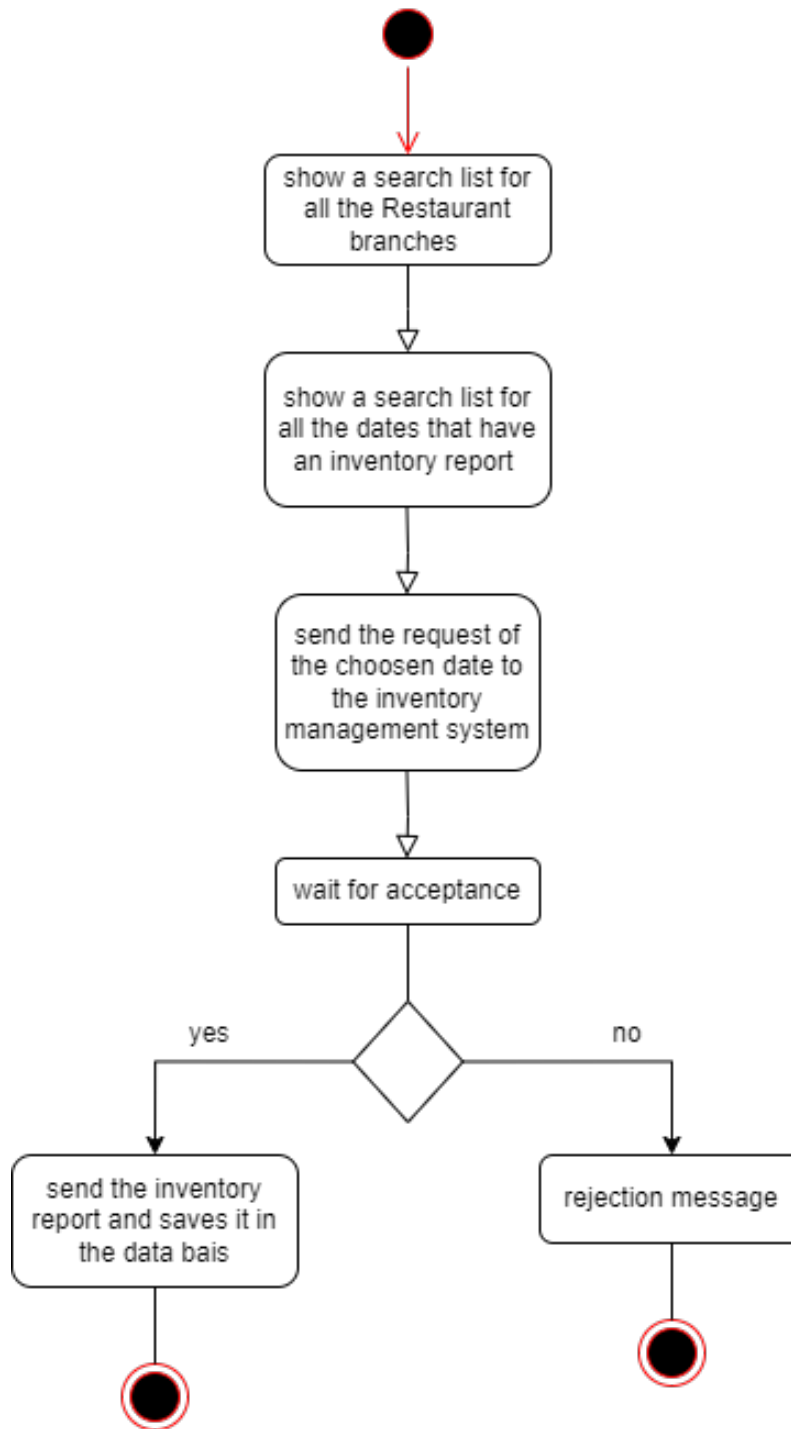 show a search list for
all the Restaurant
branches
show a search list for
all the dates that have
an inventory report
send the request of
the choosen date to
the inventory
management system
wait for acceptance
yes
no
send the inventory
report and saves it in
the data bais
rejection message